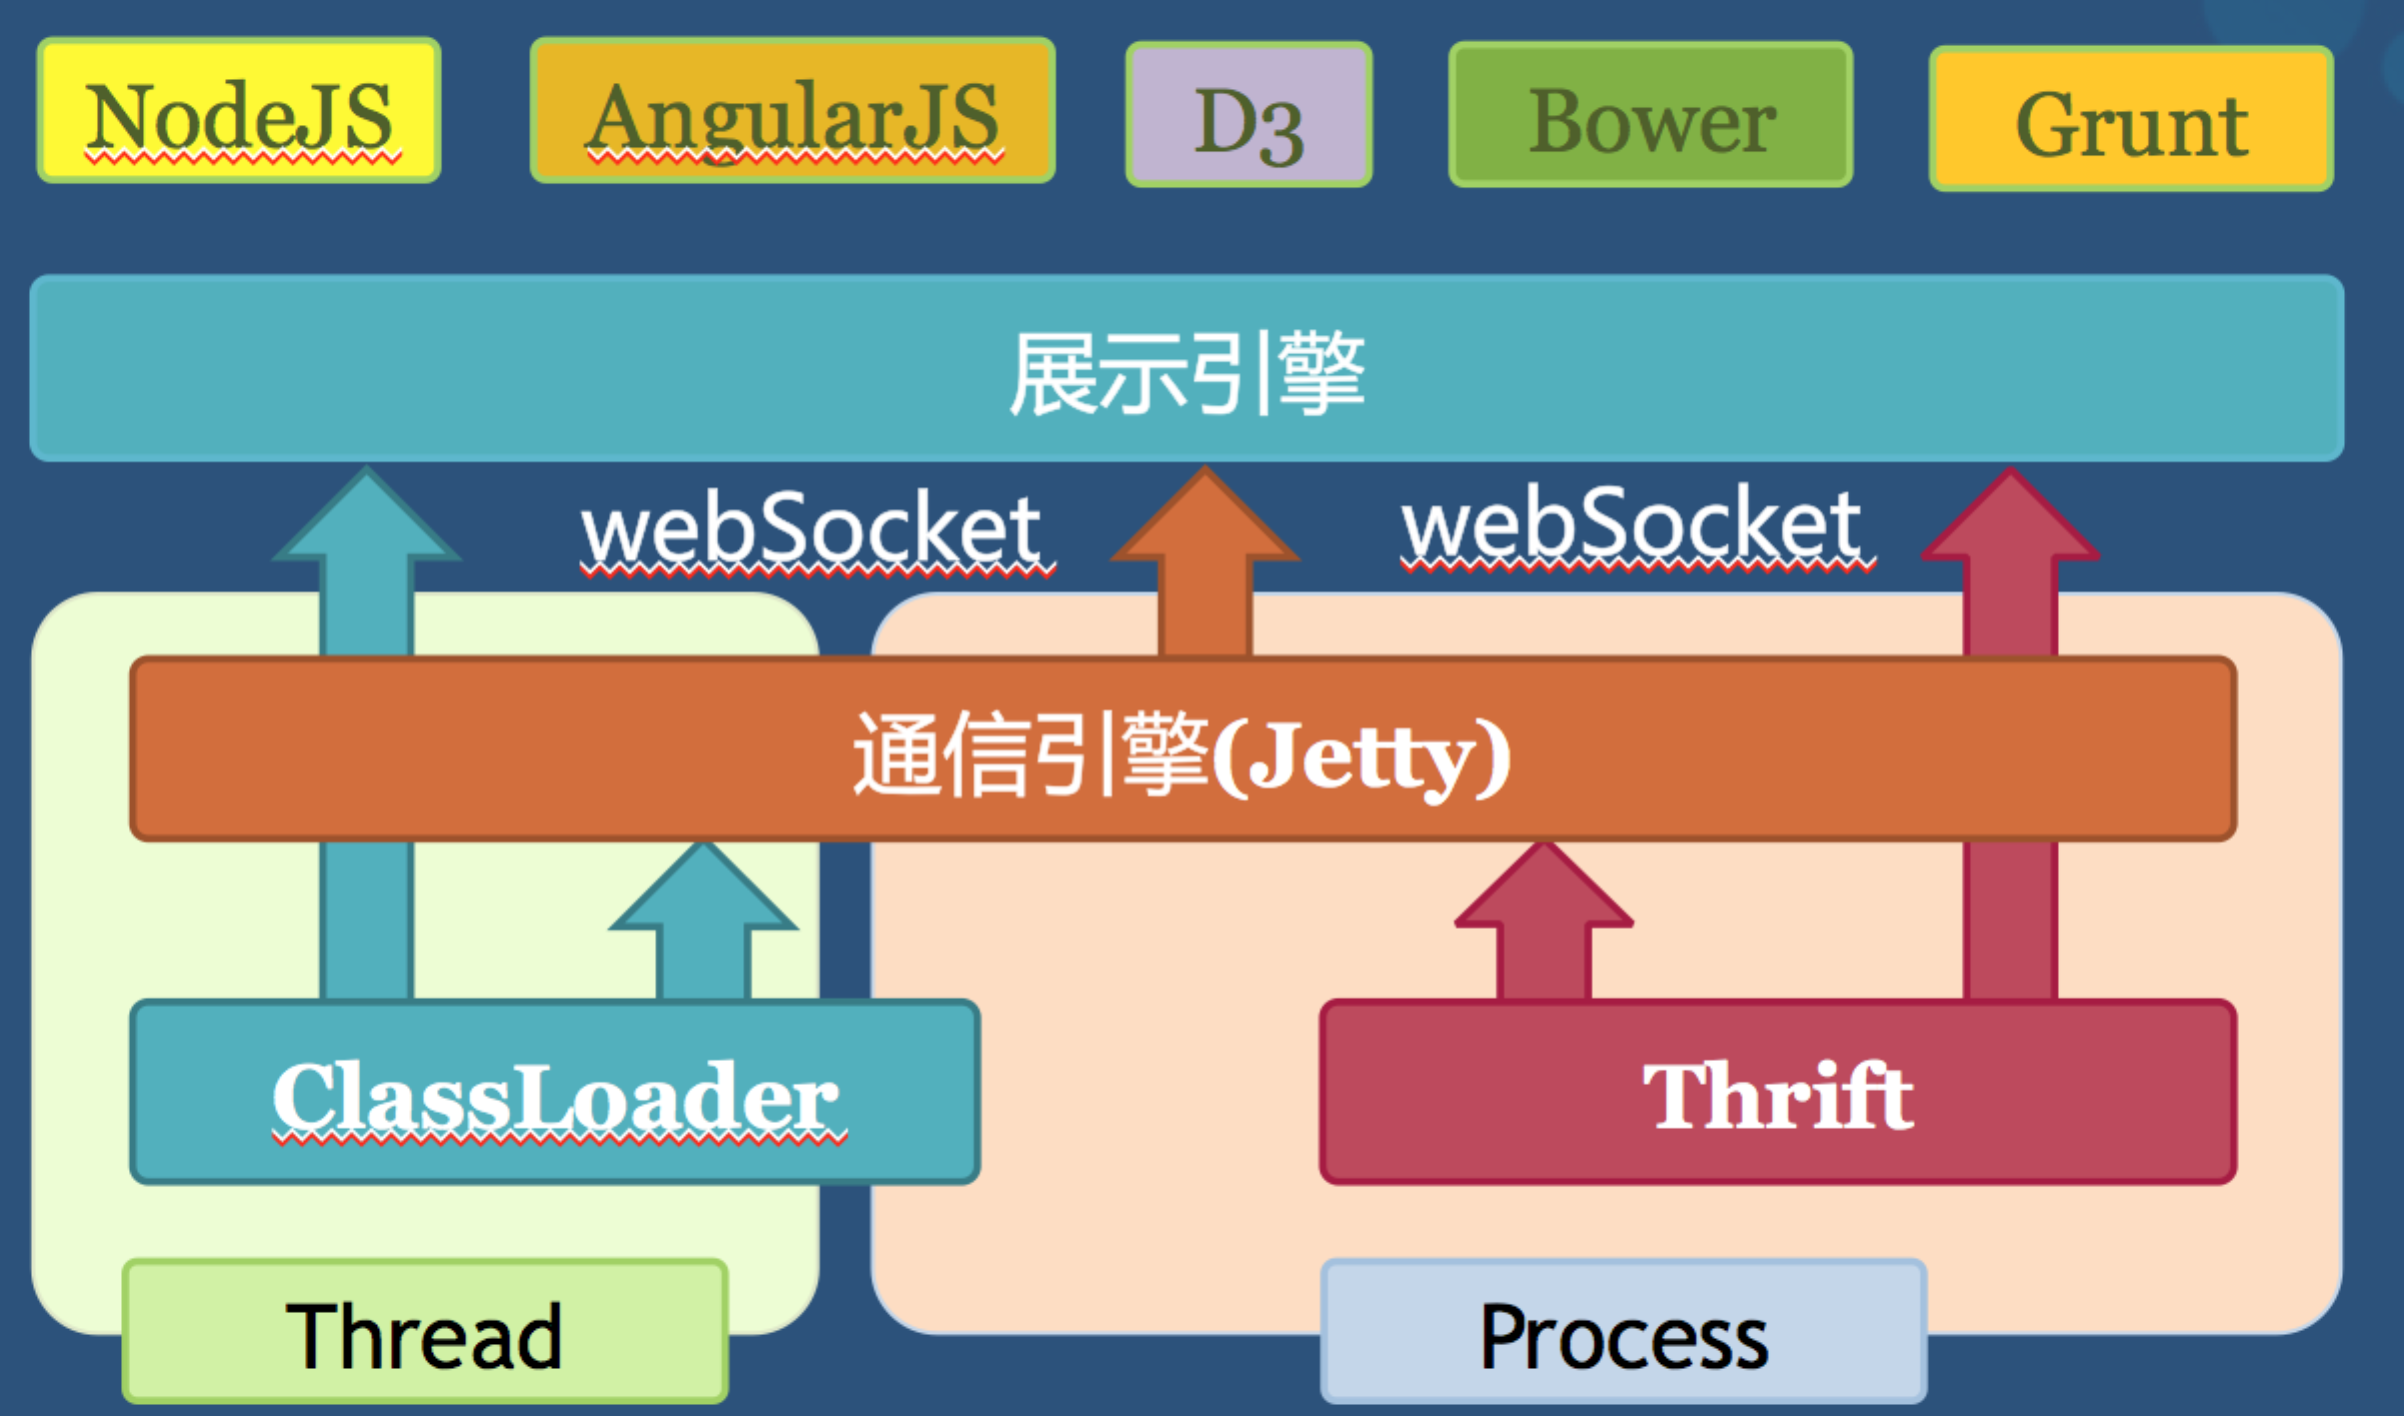 NodeJS
AngularJS
D3
Bower
Grunt
展示引擎
webSocket
webSocket
通信引擎(Jetty)
ClassLoader
Thrift
Thread
Process